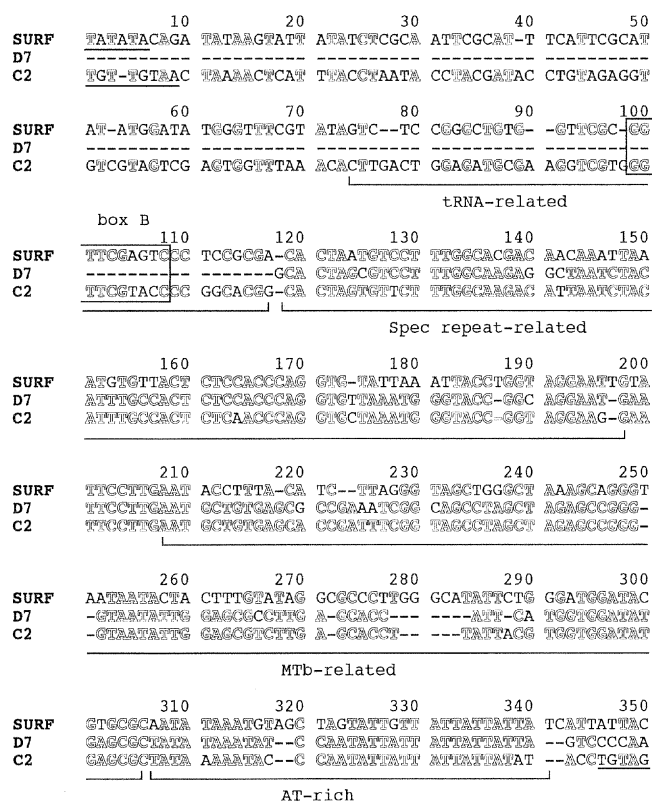 10 20 30 40 50
SURF TATATACAGA TATAAGTATT ATATCTCGCA ATTCGCAT-T TCATTCGCAT
D7 ---------- ---------- ---------- ---------- ----------
C2 TGT-TGTAAC TAAAACTCAT TTACCTAATA CCTACGATAC CTGTAGAGGT
60 70 80 90 100
SURF AT-ATGGATA TGGGTTTCGT ATAGTC--TC CGGGCTGTG- -GTTCGC-GG
D7 ---------- ---------- ---------- ---------- ----------
C2 GTCGTAGTCG AGTGGTTTAA ACACTTGACT GGAGATGCGA AGGTCGTGGG
tRNA-related
box B
110 120 130 140 150
SURF TTCGAGTCCC TCCGCGA-CA CTAATGTCCT TTGGCACGAC AACAAATTAA
D7 ---------- -------GCA CTAGCGTCCT TTGGCAAGAG GCTAATCTAC
C2 TTCGTACCCC GGCACGG-CA CTAGTGTTCT TTGGCAAGAC ATTAATCTAC
Spec repeat-related
160 170 180 190 200
SURF ATGTGTTACT CTCCACCCAG GTG-TATTAA ATTACCTGGT AGGAATTGTA
D7 ATTTGCCACT CTCCACCCAG GTGTTAAATG GGTACC-GGC AGGAAT-GAA
C2 ATTTGCCACT CTCAACCCAG GTGCTAAATG GGTACC-GGT AGGAAG-GAA
210 220 230 240 250
SURF TTCCTTGAAT ACCTTTA-CA TC--TTAGGG TAGCTGGGCT AAAGCAGGGT
D7 TTCCTTGAAT GCTGTGAGCG CCGAAATCGG CAGCCTAGCT AGAGCCGGG-
C2 TTCCTTGAAT GCTGTGAGCA CCGATTTCGG TAGCCTAGCT AGAGCCGGG-
260 270 280 290 300
SURF AATAATACTA CTTTGTATAG GCGCCCTTGG GCATATTCTG GGATGGATAC
D7 -GTAATATTG GAGCGCCTTG A-GCACC--- ----ATT-CA TGGTGGATAT
C2 -GTAATATTG GAGCGTCTTG A-GCACCT-- --TATTACG TGGTGGATAT
MTb-related
310 320 330 340 350
SURF GTGCGCAATA TAAATGTAGC TAGTATTGTT ATTATTATTA TCATTATTAC
D7 GAGCGCTATA TAAATAT--C CAATATTATT ATTATTATTA --GTCCCCAA
C2 GAGCGCTATA TAAAATAC--C CAATATTATT ATTATTATAT --ACCTGTAG
AT-rich